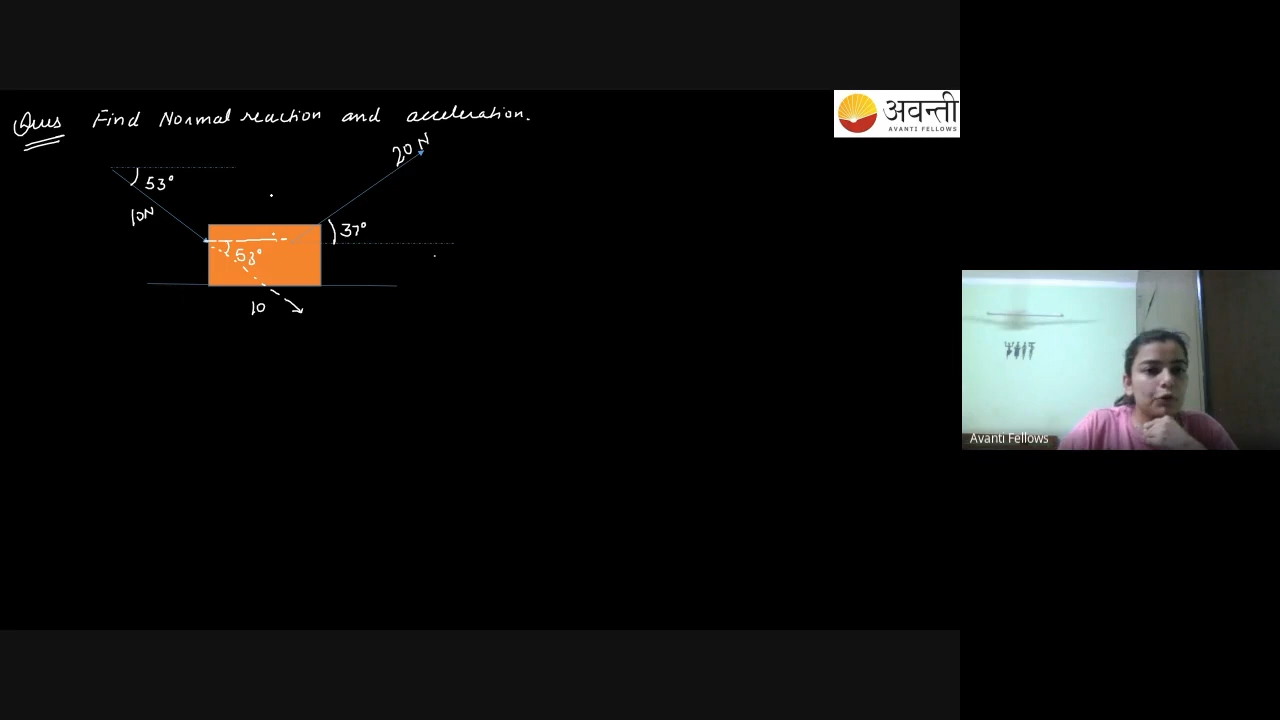 Ques Find Normal reaction and acceleration.
अवन्ती
AVANTI FELLOWS
20 N
53°
10N
37°
53°
10
Avanti Fellows